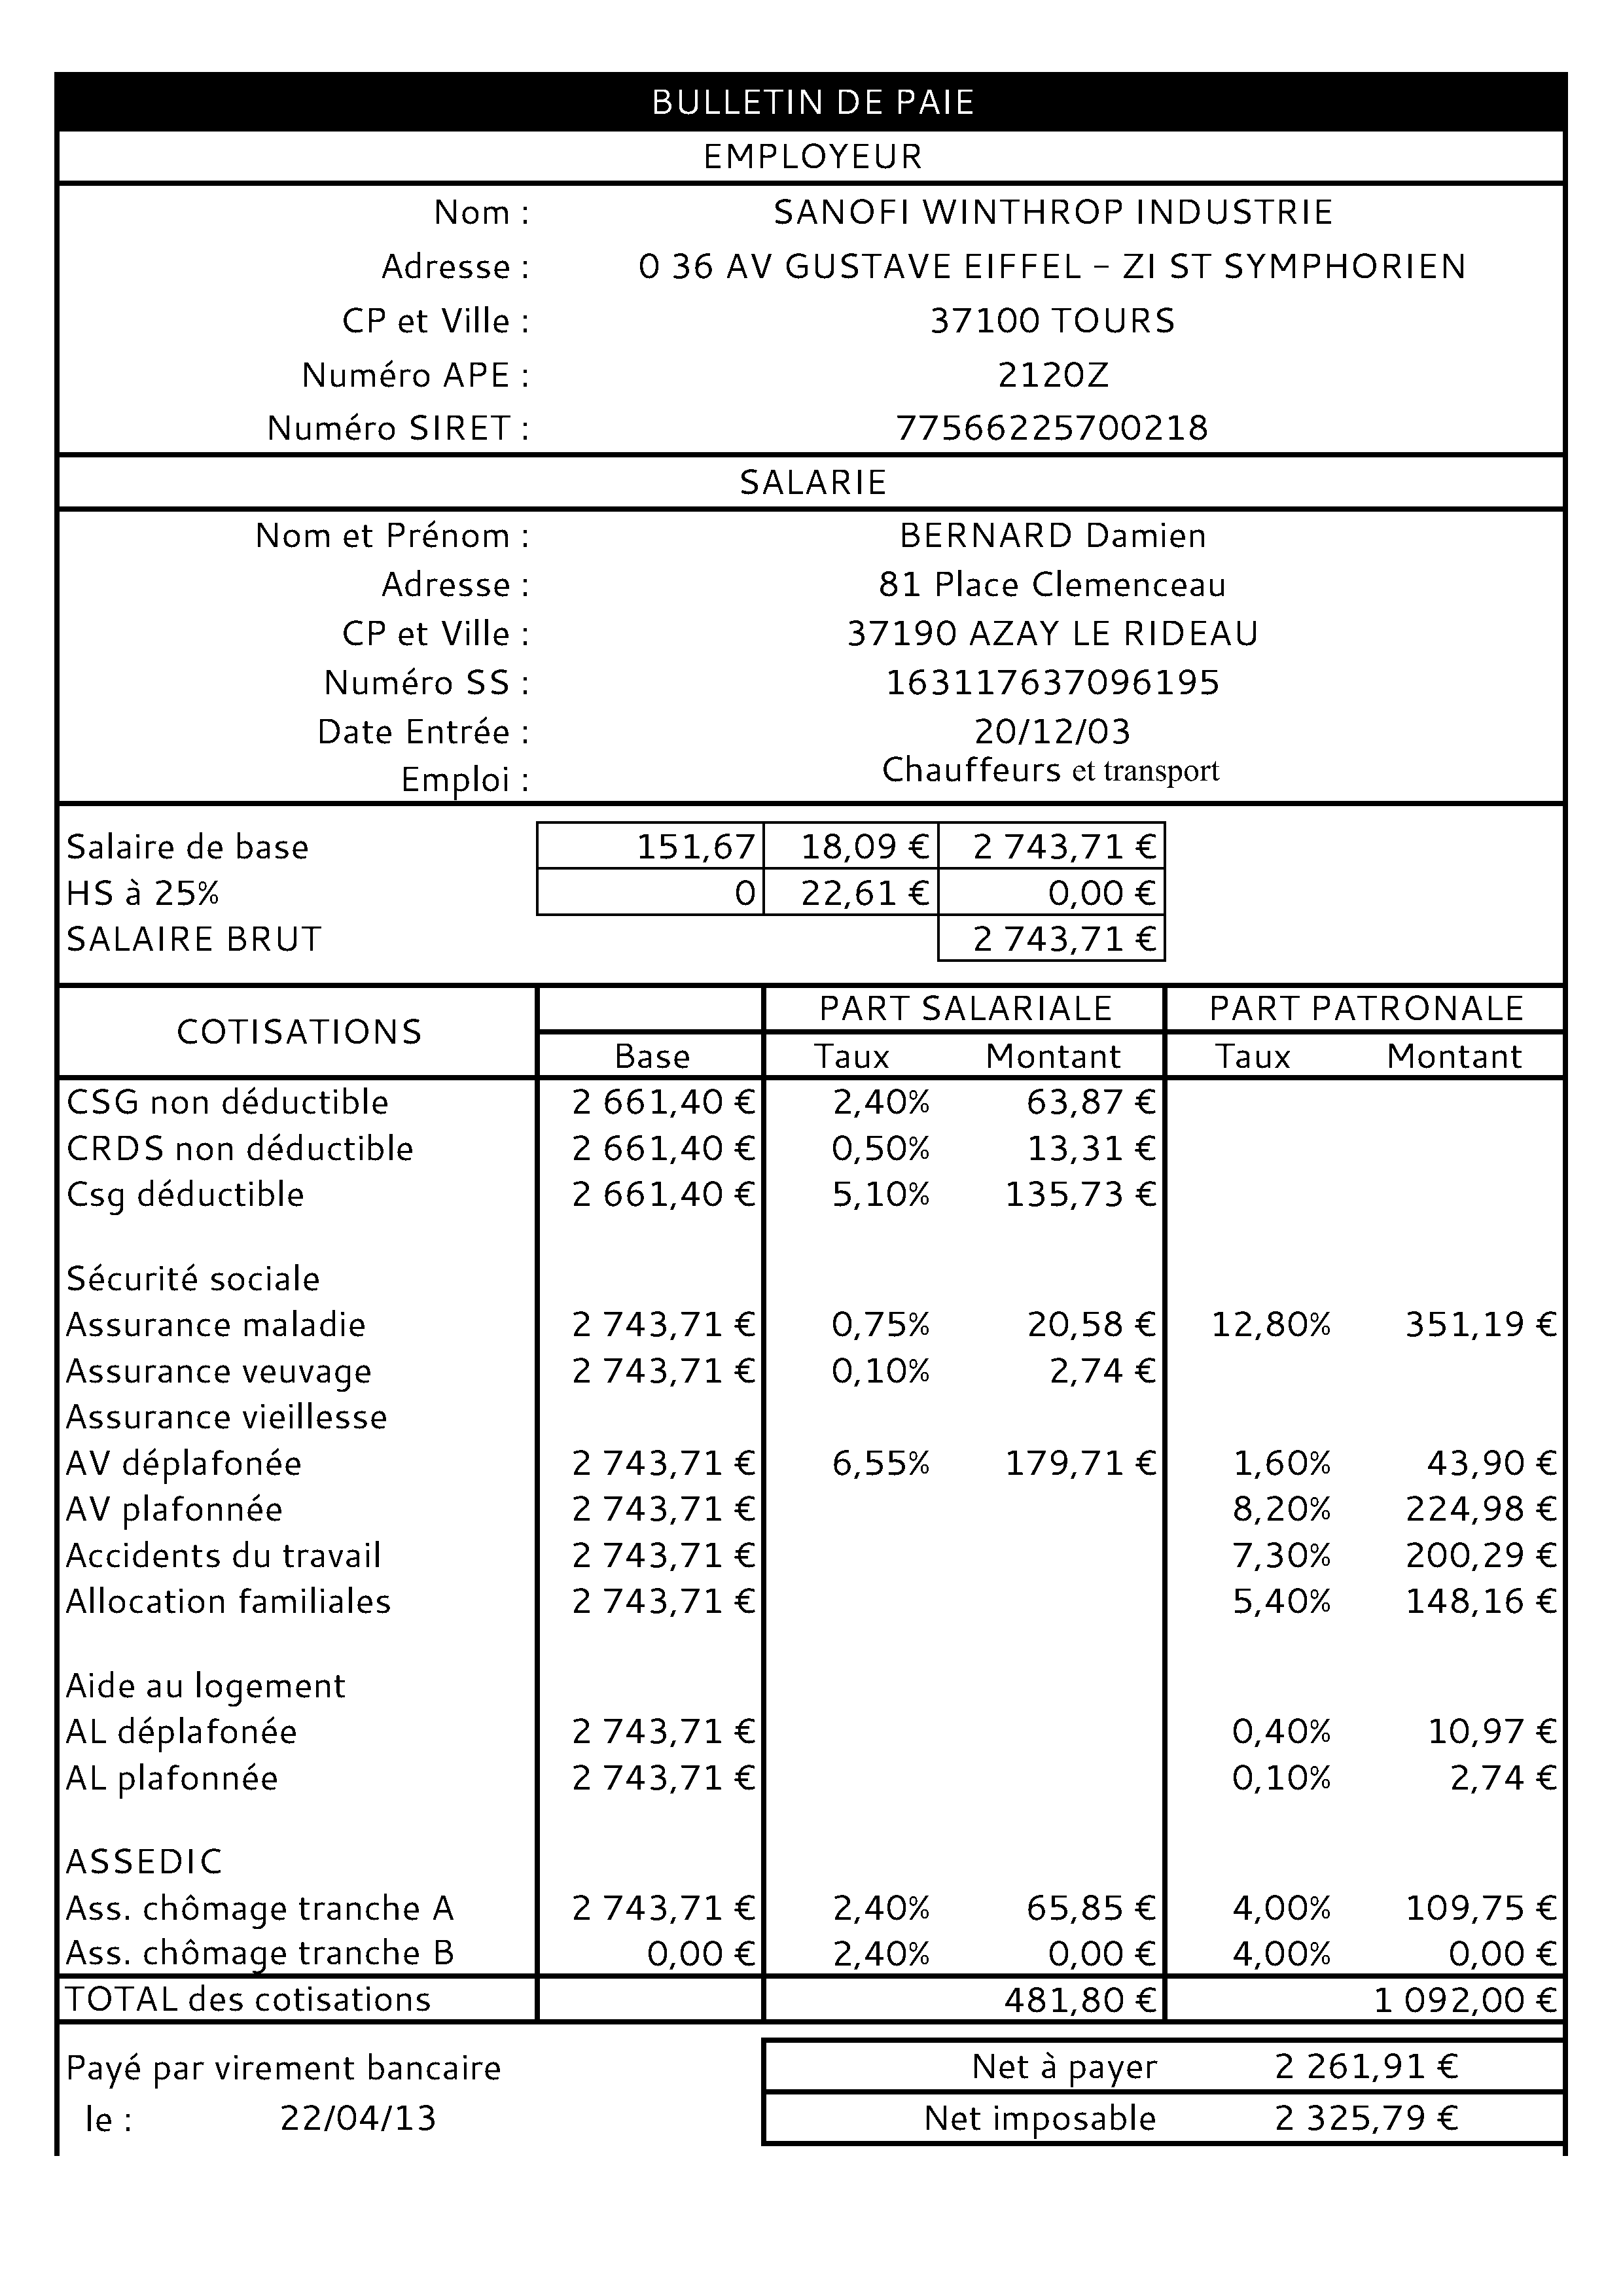 BULLETIN DE PAIE
EMPLOYEUR
Nom : SANOFI WINTHROP INDUSTRIE
Adresse : 0 36 AV GUSTAVE EIFFEL - ZI ST SYMPHORIEN
CP et Ville : 37100 TOURS
Numéro APE : 2120Z
Numéro SIRET : 77566225700218
SALARIE
Nom et Prénom : BERNARD Damien
Adresse : 81 Place Clemenceau
CP et Ville : 37190 AZAY LE RIDEAU
Numéro SS : 163117637096195
Date Entrée : 20/12/03
Emploi : Chauffeurs et transport
Salaire de base 151,67 18,09 € 2 743,71 €
HS à 25% 0 22,61 € 0,00 €
SALAIRE BRUT 2 743,71 €
COTISATIONS PART SALARIALE PART PATRONALE
Base Taux Montant Taux Montant
CSG non déductible 2 661,40 € 2,40% 63,87 €
CRDS non déductible 2 661,40 € 0,50% 13,31 €
Csg déductible 2 661,40 € 5,10% 135,73 €
Sécurité sociale
Assurance maladie 2 743,71 € 0,75% 20,58 € 12,80% 351,19 €
Assurance veuvage 2 743,71 € 0,10% 2,74 €
Assurance vieillesse
AV déplafonée 2 743,71 € 6,55% 179,71 € 1,60% 43,90 €
AV plafonnée 2 743,71 € 8,20% 224,98 €
Accidents du travail 2 743,71 € 7,30% 200,29 €
Allocation familiales 2 743,71 € 5,40% 148,16 €
Aide au logement
AL déplafonée 2 743,71 € 0,40% 10,97 €
AL plafonnée 2 743,71 € 0,10% 2,74 €
ASSEDIC
Ass. chômage tranche A 2 743,71 € 2,40% 65,85 € 4,00% 109,75 €
Ass. chômage tranche B 0,00 € 2,40% 0,00 € 4,00% 0,00 €
TOTAL des cotisations 481,80 € 1 092,00 €
Payé par virement bancaire Net à payer 2 261,91 €
le : 22/04/13 Net imposable 2 325,79 €